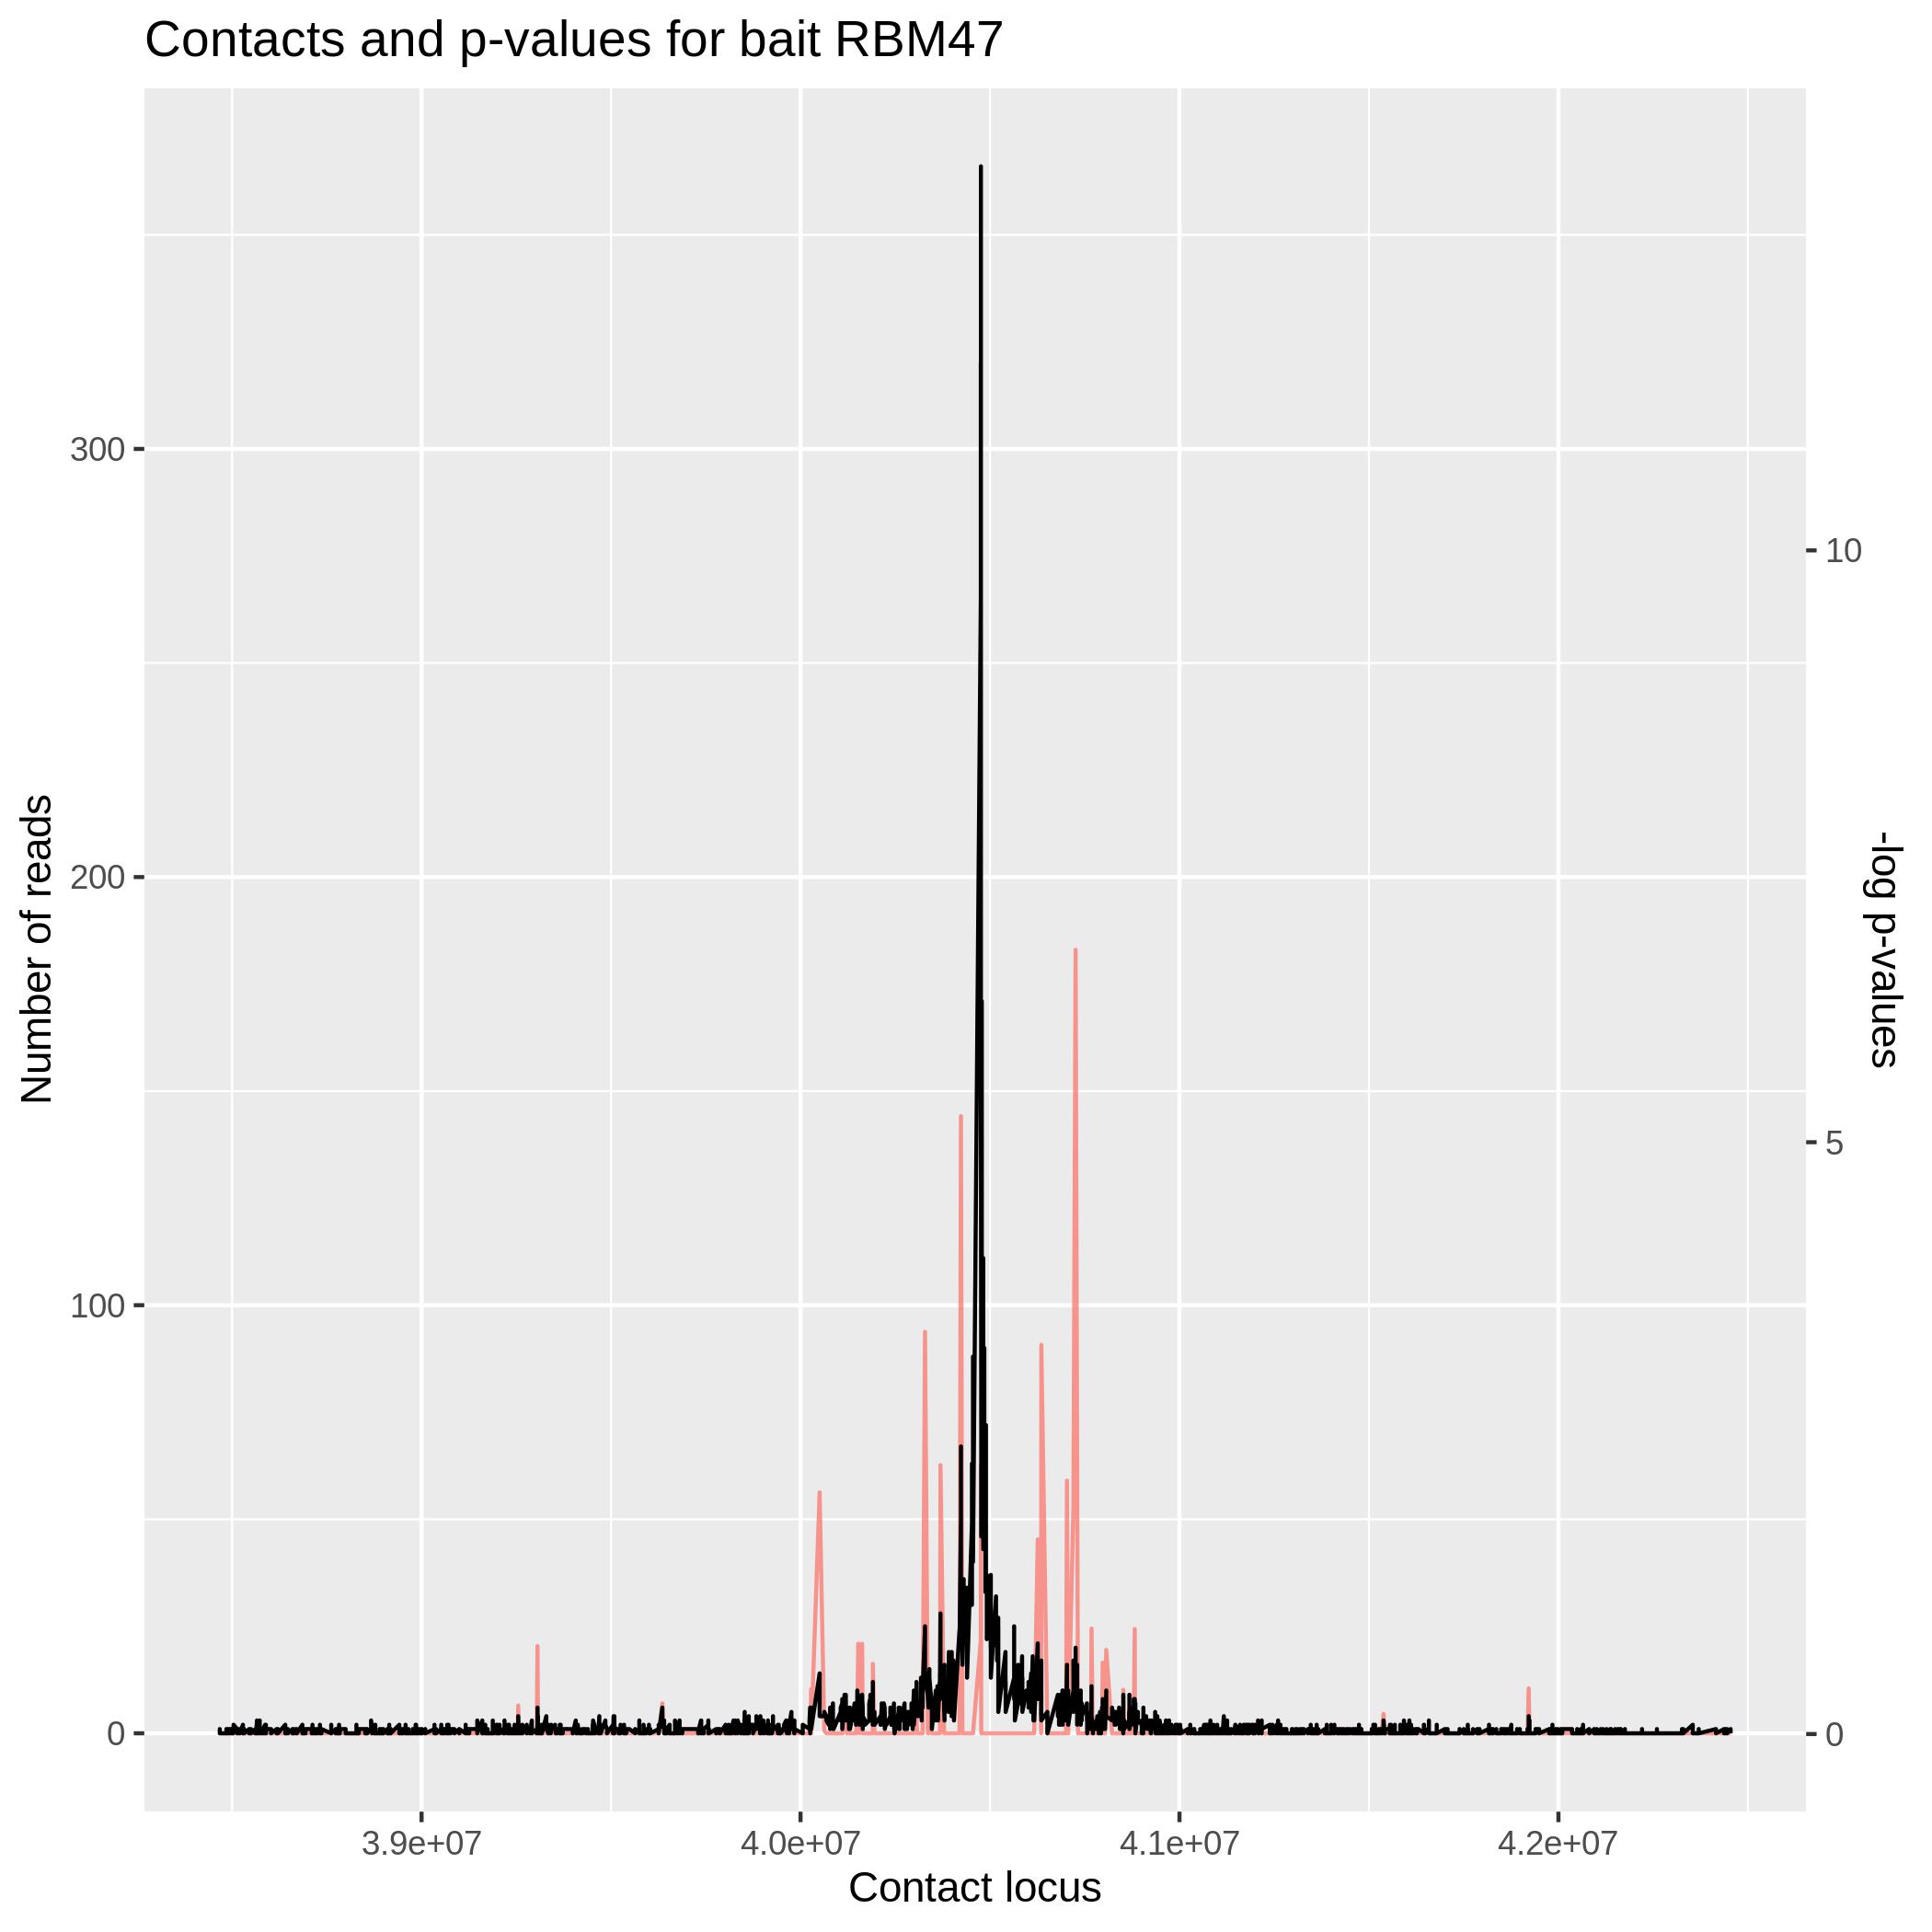 Contacts and p-values for bait RBM47
Number of reads
300
200
100
0
10
5
0
-log p-values
3.9e+07
4.0e+07
4.1e+07
4.2e+07
Contact locus